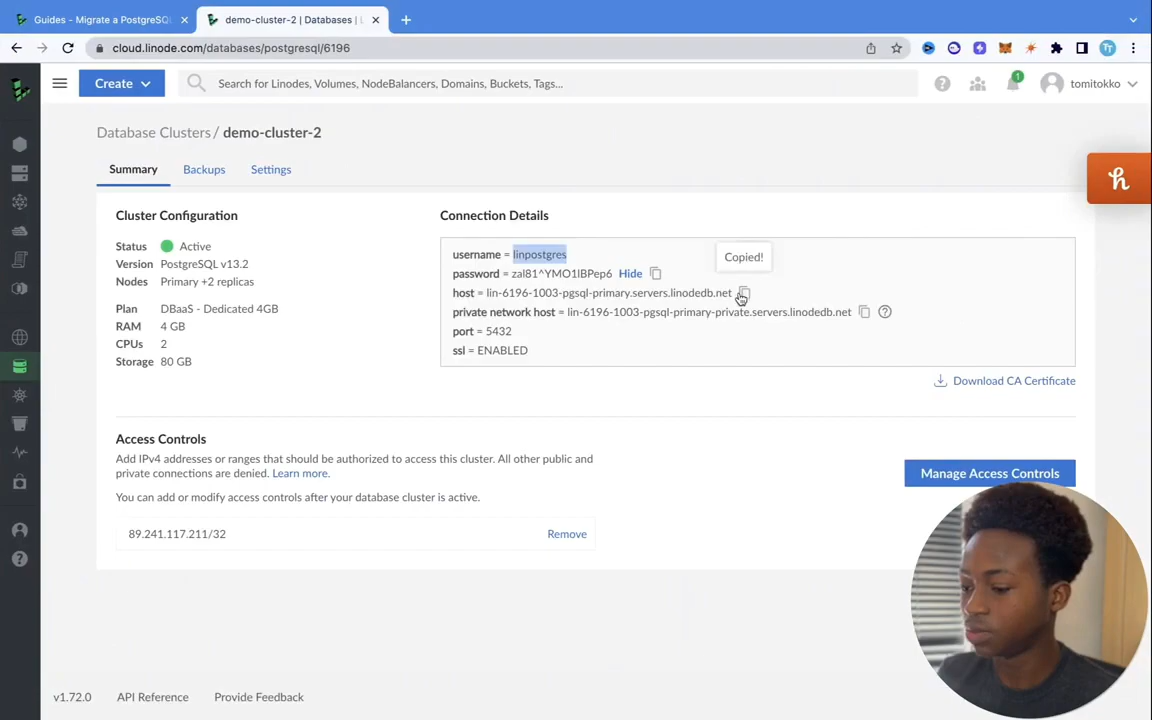 Guides - Migrate a PostgreSQL
demo-cluster-2 | Databases | L
cloud.linode.com/databases/postgresql/6196
Create
Search for Linodes, Volumes, NodeBalancers, Domains, Buckets, Tags...
1
TT
tomitokko
Database Clusters / demo-cluster-2
Summary Backups Settings
Cluster Configuration
Status Active
Version PostgreSQL v13.2
Nodes Primary +2 replicas
Plan DBaaS - Dedicated 4GB
RAM 4 GB
CPUs 2
Storage 80 GB
Connection Details
username = linpostgres
Copied!
password = zal81^YMO1lBPep6 Hide
host = lin-6196-1003-pgsql-primary.servers.linodedb.net
private network host = lin-6196-1003-pgsql-primary-private.servers.linodedb.net
port = 5432
ssl = ENABLED
Download CA Certificate
Access Controls
Add IPv4 addresses or ranges that should be authorized to access this cluster. All other public and
private connections are denied. Learn more.
You can add or modify access controls after your database cluster is active.
Manage Access Controls
89.241.117.211/32 Remove
v1.72.0 API Reference Provide Feedback